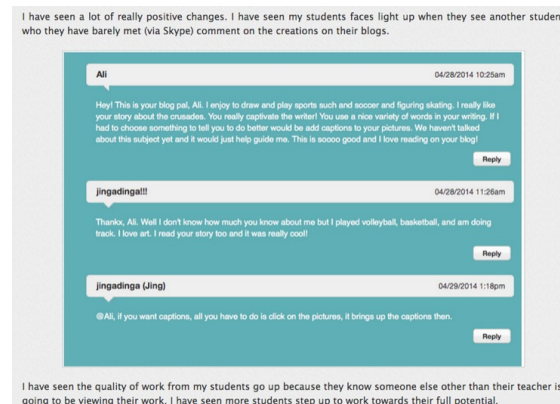 I have seen a lot of really positive changes. I have seen my students faces light up when they see another studen
who they have barely met (via Skype) comment on the creations on their blogs.
Ali 04/28/2014 10:25am
Hey! This is your blog pal, Ali. I enjoy to draw and play sports such and soccer and figuring skating. I really like
your story about the crusades. You really captivate the writer! You use a nice variety of words in your writing. If I
had to choose something to tell you to do better would be add captions to your pictures. We haven't talked
about this subject yet and it would just help guide me. This is soooo good and I love reading on your blog!
Reply
jingadinga!!! 04/28/2014 11:26am
Thankx, Ali. Well I don't know how much you know about me but I played volleyball, basketball, and am doing
track. I love art. I read your story too and it was really cool!
Reply
jingadinga (Jing) 04/29/2014 1:18pm
@Ali, if you want captions, all you have to do is click on the pictures, it brings up the captions then.
Reply
I have seen the quality of work from my students go up because they know someone else other than their teacher is
going to be viewing their work. I have seen more students step up to work towards their full potential.